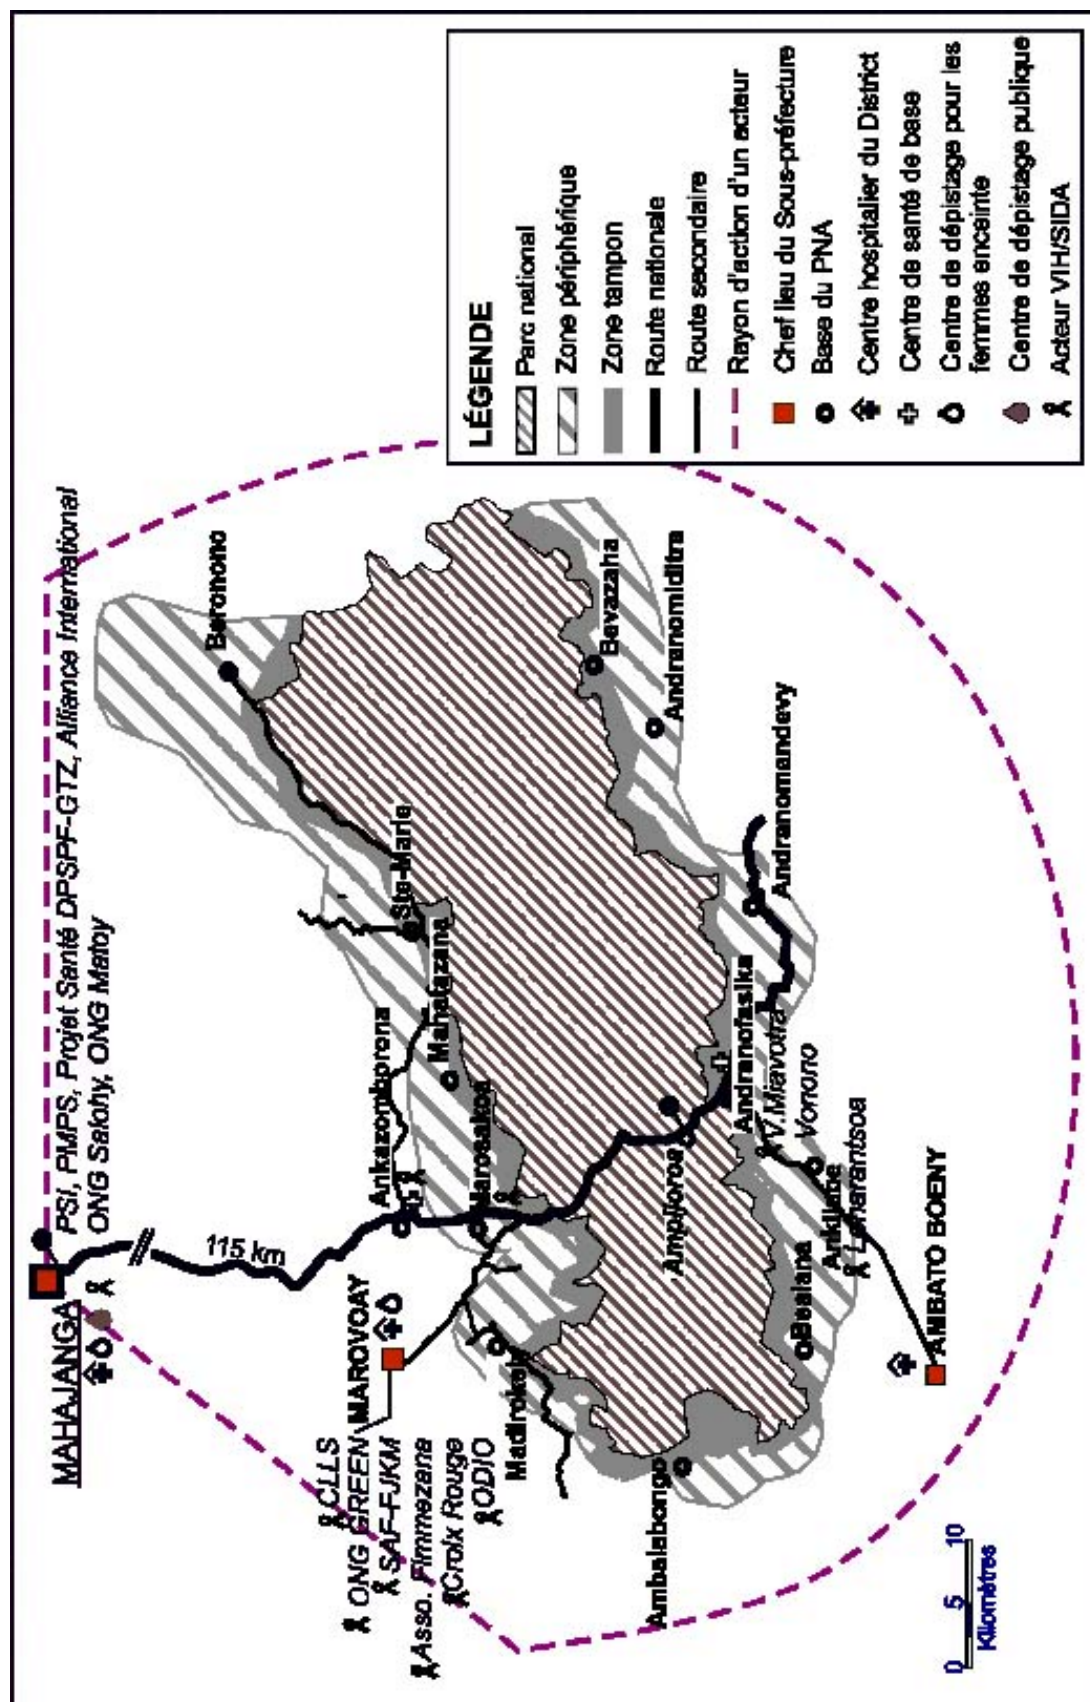 MAHAJANGA
PSI, PMPS, Projet Santé DPSPF-GTZ, Alliance International
ONG Salohy, ONG Matoy
115 km
CLLS
ONG GREEN
MAROVOAY
SAF-FJKM
Asso. Fimmezana
Croix Rouge
ODIO
Madirokely
Ankazomborona
Marosakoa
Mahatazana
Ste-Marie
Beronono
Bevazaha
Andranomiditra
Andranomandevy
Andranofasika
V.Miavotra
Vonono
Ampijoroa
Ankijabe
Lamarantsoa
Beslana
Ambalabongo
AMBATO BOENY
0 5 10
Kilomètres
LÉGENDE
Parc national
Zone périphérique
Zone tampon
Route nationale
Route secondaire
Rayon d'action d'un acteur
Chef lieu du Sous-préfecture
Base du PNA
Centre hospitalier du District
Centre de santé de base
Centre de dépistage pour les
femmes enceinte
Centre de dépistage publique
Acteur VIH/SIDA